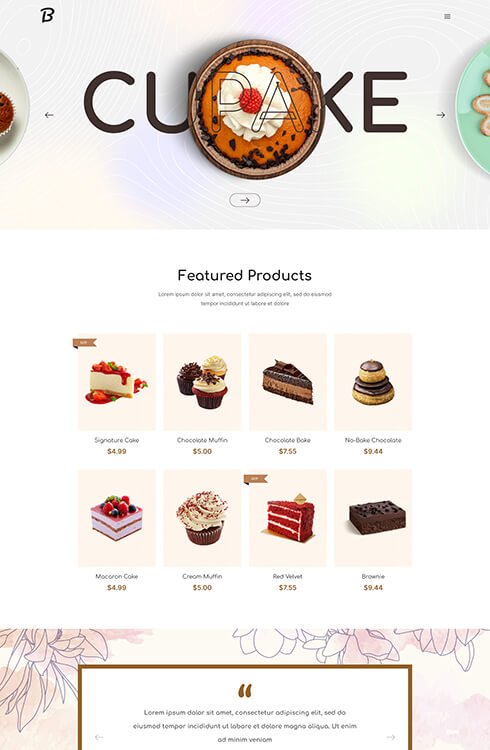 B
CUPAKE
Featured Products
Lorem ipsum dolor sit amet, consectetur adipiscing elit, sed do eiusmod
tempor incididunt ut labore et dolore
Signature Cake
Chocolate Muffin
Chocolate Bake
No-Bake Chocolate
$4.99
$5.00
$7.55
$9.44
Macaron Cake
Cream Muffin
Red Velvet
Brownie
$4.99
$5.00
$7.55
$9.44
“
Lorem ipsum dolor sit amet, consectetur adipiscing elit, sed do
eiusmod tempor incididunt ut labore et dolore magna aliqua. Ut enim
ad minim veniam